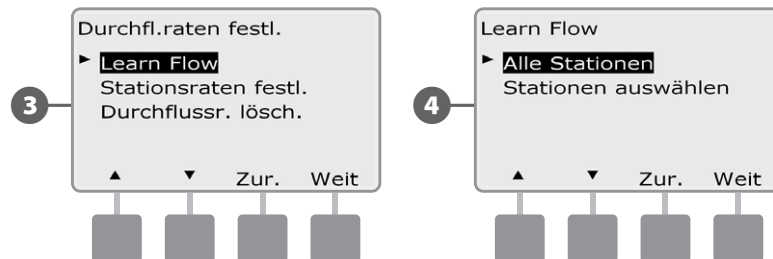 3
Durchfl.raten festl.
► Learn Flow
Stationsraten festl.
Durchflussr. lösch.
▲ ▼ Zur. Weit
4
Learn Flow
► Alle Stationen
Stationen auswählen
▲ ▼ Zur. Weit